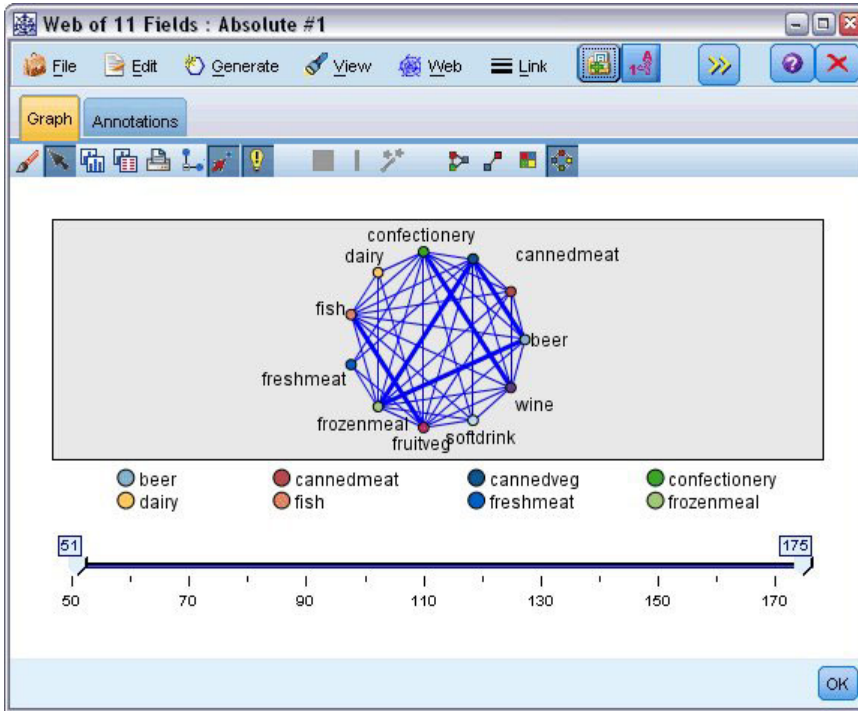 Web of 11 Fields : Absolute #1
File Edit Generate View Web Link
Graph Annotations
confectionery
dairy
cannedmeat
fish
beer
freshmeat
wine
frozenmeal
softdrink
fruitveg
beer cannedmeat cannedveg confectionery
dairy fish freshmeat frozenmeal
51 175
50 70 90 110 130 150 170
OK